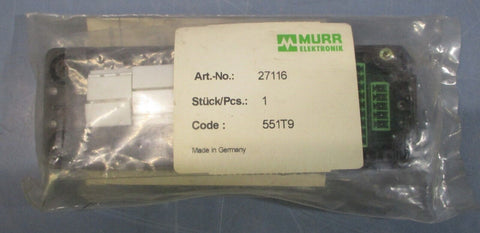 MURR
ELEKTRONIK
Art.-No.: 27116
Stück/Pcs.: 1
Code : 551T9
Made in Germany